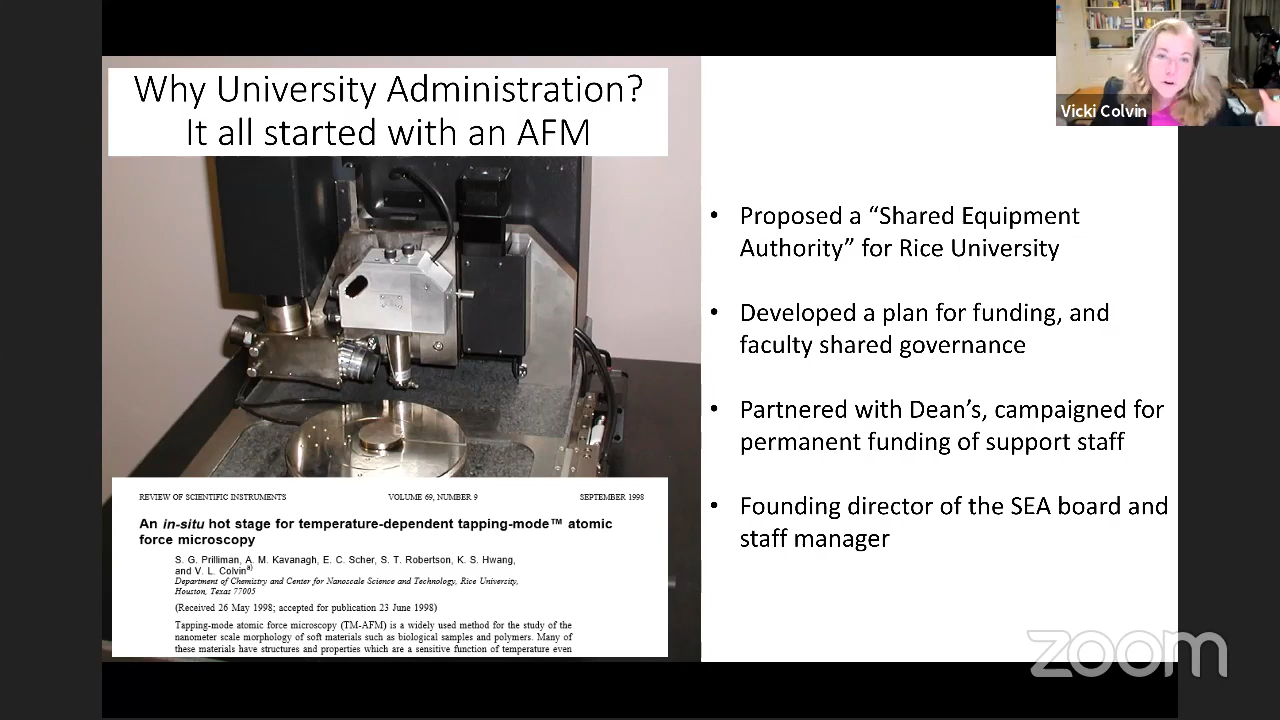 Why University Administration?
It all started with an AFM
Vicki Colvin
• Proposed a “Shared Equipment
Authority” for Rice University
• Developed a plan for funding, and
faculty shared governance
• Partnered with Dean’s, campaigned for
permanent funding of support staff
• Founding director of the SEA board and
staff manager
REVIEW OF SCIENTIFIC INSTRUMENTS VOLUME 69, NUMBER 9 SEPTEMBER 1998
An in-situ hot stage for temperature-dependent tapping-mode™ atomic
force microscopy
S. G. Prilliman, A. M. Kavanagh, E. C. Scher, S. T. Robertson, K. S. Hwang,
and V. L. Colvin a)
Department of Chemistry and Center for Nanoscale Science and Technology, Rice University,
Houston, Texas 77005
(Received 26 May 1998; accepted for publication 23 June 1998)
Tapping-mode atomic force microscopy (TM-AFM) is a widely used method for the study of the
nanometer scale morphology of soft materials such as biological samples and polymers. Many of
these materials have structures and properties which are a sensitive function of temperature even
zoom